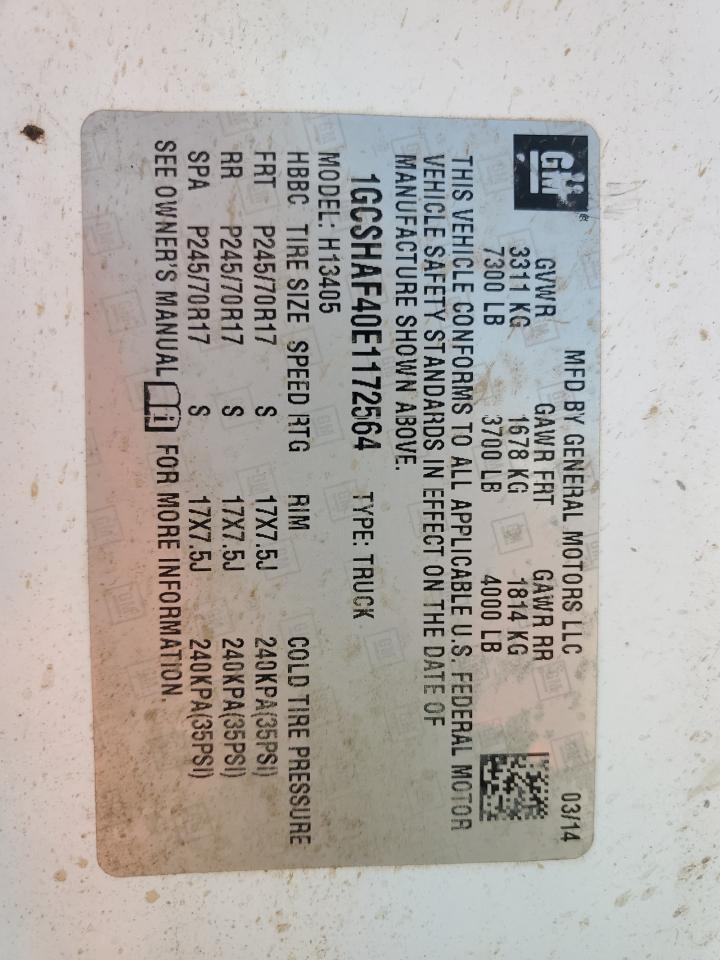 GM
MFD BY GENERAL MOTORS LLC 03/14
GVWR GAWR FRT GAWR RR
3311 KG 1678 KG 1814 KG
7300 LB 3700 LB 4000 LB
THIS VEHICLE CONFORMS TO ALL APPLICABLE U.S. FEDERAL MOTOR
VEHICLE SAFETY STANDARDS IN EFFECT ON THE DATE OF
MANUFACTURE SHOWN ABOVE.
1GCSHAF40E1172564 TYPE: TRUCK
MODEL: H13405
HBBC TIRE SIZE SPEED RTG RIM COLD TIRE PRESSURE
FRT P245/70R17 S 17X7.5J 240KPA(35PSI)
RR P245/70R17 S 17X7.5J 240KPA(35PSI)
SPA P245/70R17 S 17X7.5J 240KPA(35PSI)
SEE OWNER'S MANUAL i FOR MORE INFORMATION.